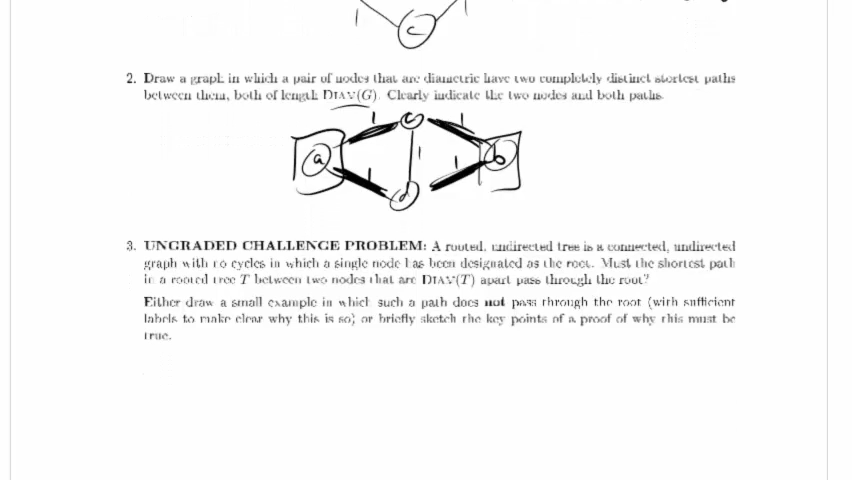 1
1
c
2. Draw a graph in which a pair of nodes that are diametric have two completely distinct shortest paths
between them, both of length DIAM(G). Clearly indicate the two nodes and both paths.
1 c 1
a 1 b
1 1
d
3. UNGRADED CHALLENGE PROBLEM: A rooted, undirected tree is a connected, undirected
graph with no cycles in which a single node has been designated as the root. Must the shortest path
in a rooted tree T between two nodes that are DIAM(T) apart pass through the root?
Either draw a small example in which such a path does not pass through the root (with sufficient
labels to make clear why this is so) or briefly sketch the key points of a proof of why this must be
true.